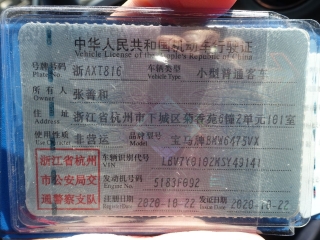 中华人民共和国机动车行驶证
Vehicle License of the People's Republic of China
号牌号码 浙AXT816 车辆类型 小型普通客车
Plate No. Vehicle Type
所有人 张善和
Owner
住址 浙江省杭州市下城区菊香苑6幢2单元101室
Address
使用性质 非营运 品牌型号 宝马牌BMW6475VX
Use Character Model
浙江省杭州 车辆识别代号
市公安局交 VIN
通警察支队 发动机号码 5183F692
Engine No.
注册日期 2020-10-22 发证日期 2020-10-22
Register Date Issue Date